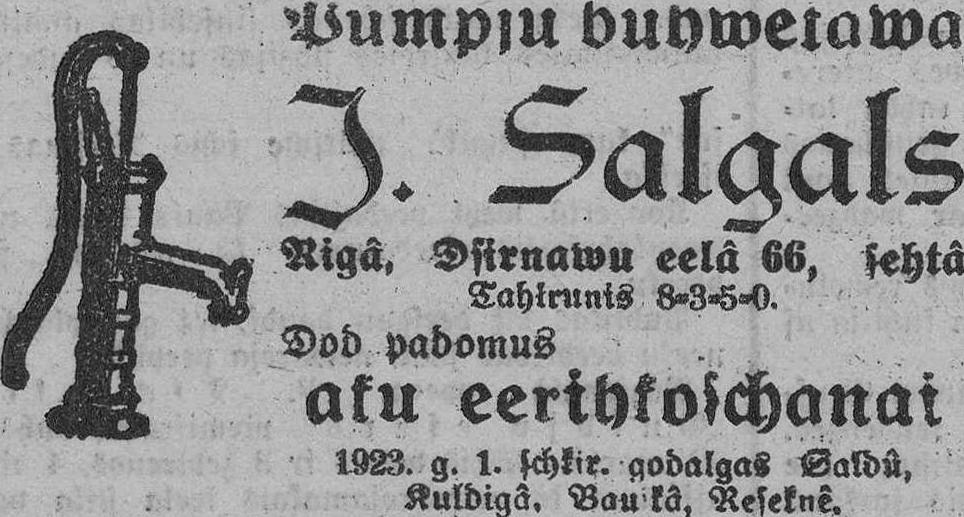 Pumpju buhwetawa
J. Salgals
Rigâ, Dsirnawu eelâ 66, sehtâ
Tahlrunis 8-3-5-0.
Dod padomus
aku eerihkoschanai
1923. g. 1. schkir. godalgas Saldû,
Kuldigâ, Bauskâ, Reseknê.